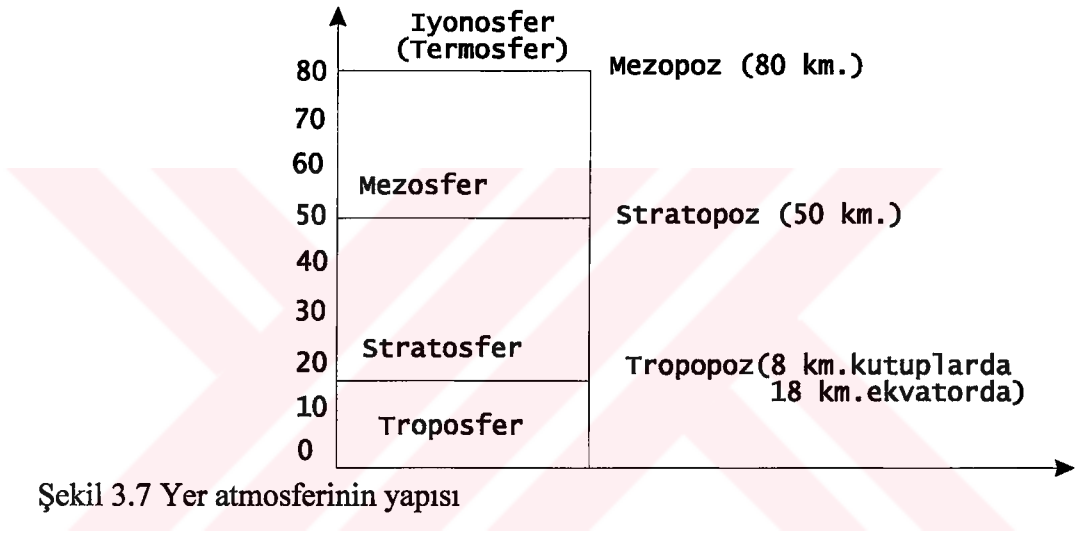 Iyonosfer
(Termosfer)
80
Mezopoz (80 km.)
70
60
Mezosfer
50
Stratopoz (50 km.)
40
30
Stratosfer
20
Tropopoz(8 km.kutuplarda
18 km.ekvatorda)
10
Troposfer
0
Şekil 3.7 Yer atmosferinin yapısı